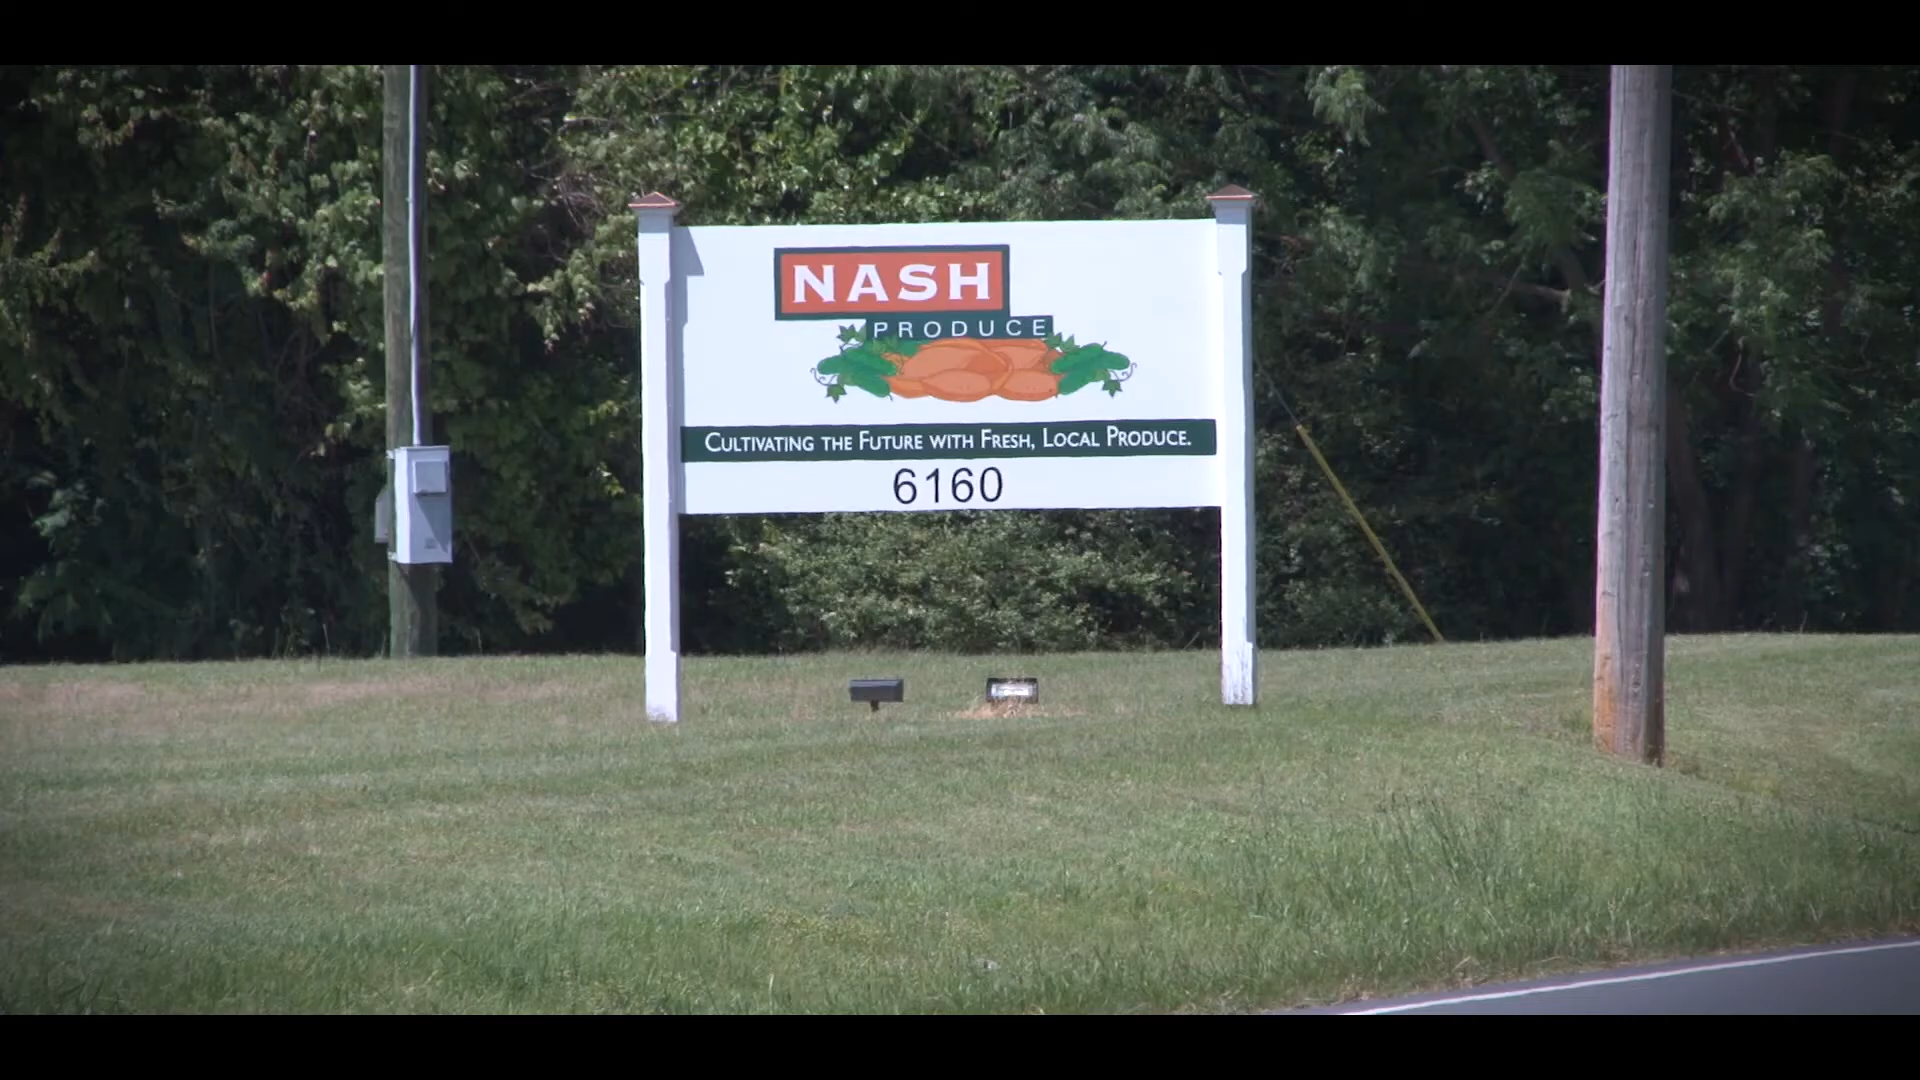 NASH
PRODUCE
CULTIVATING THE FUTURE WITH FRESH, LOCAL PRODUCE.
6160